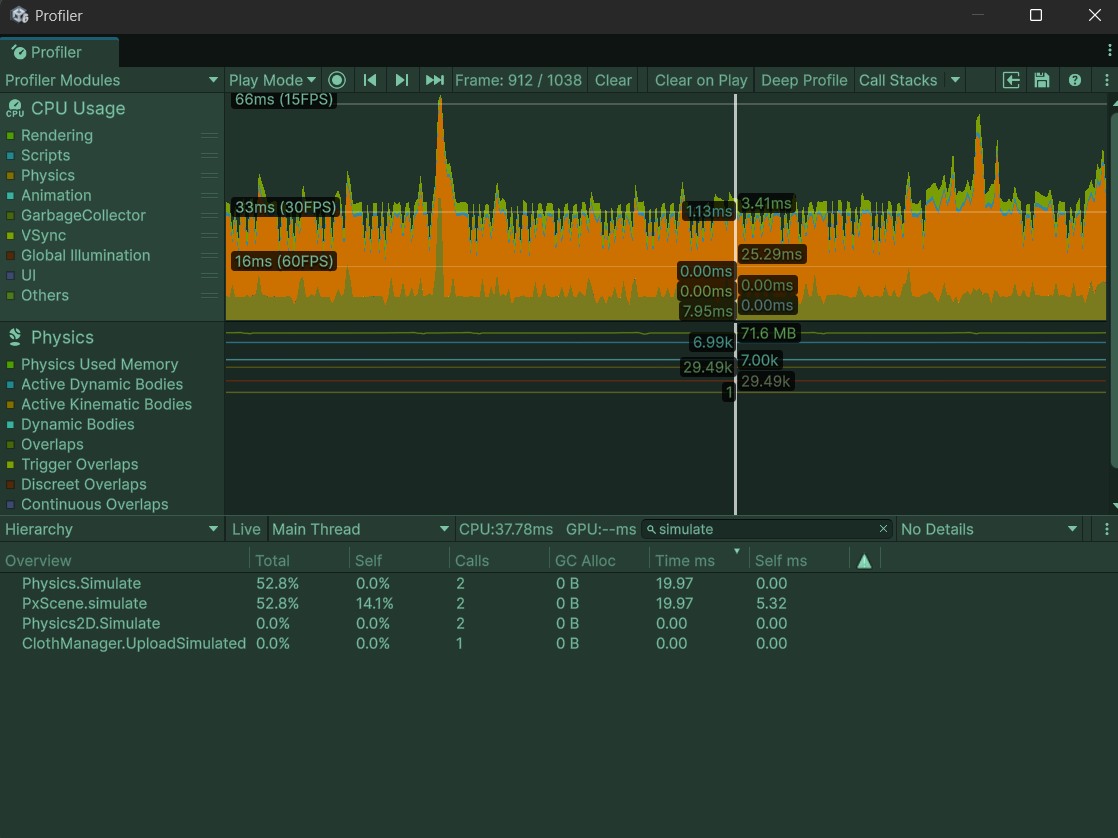 Profiler
Profiler
Profiler Modules Play Mode Frame: 912 / 1038 Clear Clear on Play Deep Profile Call Stacks
CPU Usage
Rendering
Scripts
Physics
Animation
GarbageCollector
VSync
Global Illumination
UI
Others
66ms (15FPS)
33ms (30FPS)
16ms (60FPS)
1.13ms 3.41ms
25.29ms
0.00ms 0.00ms
0.00ms 0.00ms
7.95ms
Physics
Physics Used Memory
Active Dynamic Bodies
Active Kinematic Bodies
Dynamic Bodies
Overlaps
Trigger Overlaps
Discreet Overlaps
Continuous Overlaps
71.6 MB
6.99k
7.00k
29.49k
29.49k
1
Hierarchy Live Main Thread CPU:37.78ms GPU:--ms simulate No Details
Overview Total Self Calls GC Alloc Time ms Self ms
Physics.Simulate 52.8% 0.0% 2 0 B 19.97 0.00
PxScene.simulate 52.8% 14.1% 2 0 B 19.97 5.32
Physics2D.Simulate 0.0% 0.0% 2 0 B 0.00 0.00
ClothManager.UploadSimulated 0.0% 0.0% 1 0 B 0.00 0.00